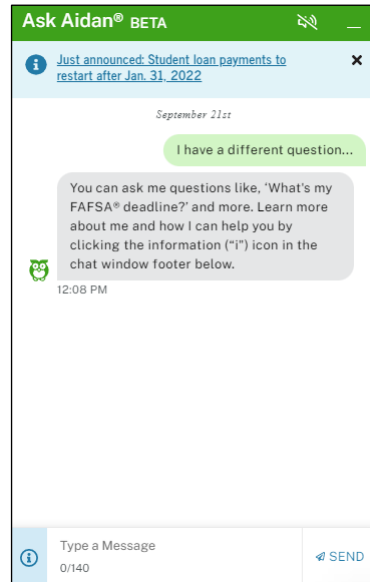 Ask Aidan® BETA
Just announced: Student loan payments to
restart after Jan. 31, 2022
September 21st
I have a different question...
You can ask me questions like, ‘What's my
FAFSA® deadline?’ and more. Learn more
about me and how I can help you by
clicking the information (“i”) icon in the
chat window footer below.
12:08 PM
Type a Message
0/140
SEND